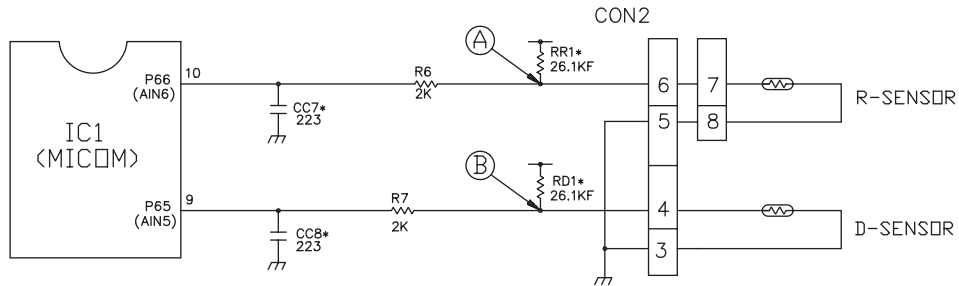 CON2
A
RR1*
26.1KF
P66
(AIN6)
10
R6
2K
CC7*
223
6
7
5
8
R-SENSOR
IC1
(MICOM)
B
RD1*
26.1KF
P65
(AIN5)
9
R7
2K
CC8*
223
4
3
D-SENSOR